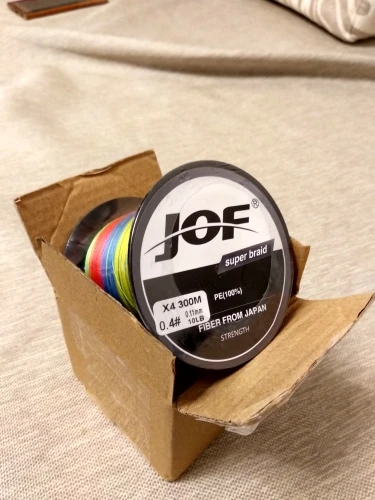 JOF®
super braid
PE(100%)
X4 300M
0.4# 0.11mm
10LB
FIBER FROM JAPAN
STRENGTH